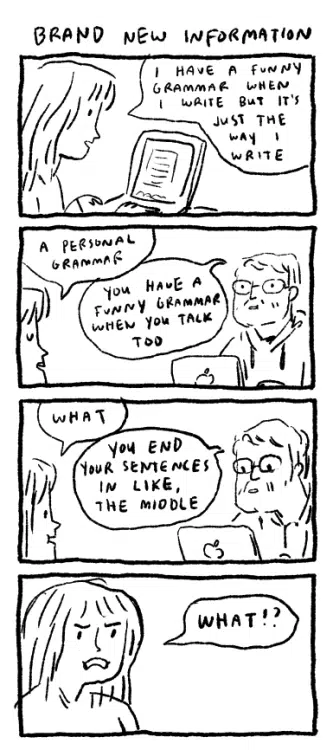 BRAND NEW INFORMATION
I HAVE A FUNNY
GRAMMAR WHEN
I WRITE BUT IT'S
JUST THE
WAY I
WRITE
A PERSONAL
GRAMMAR
YOU HAVE A
FUNNY GRAMMAR
WHEN YOU TALK
TOO
WHAT
YOU END
YOUR SENTENCES
IN LIKE,
THE MIDDLE
WHAT!?